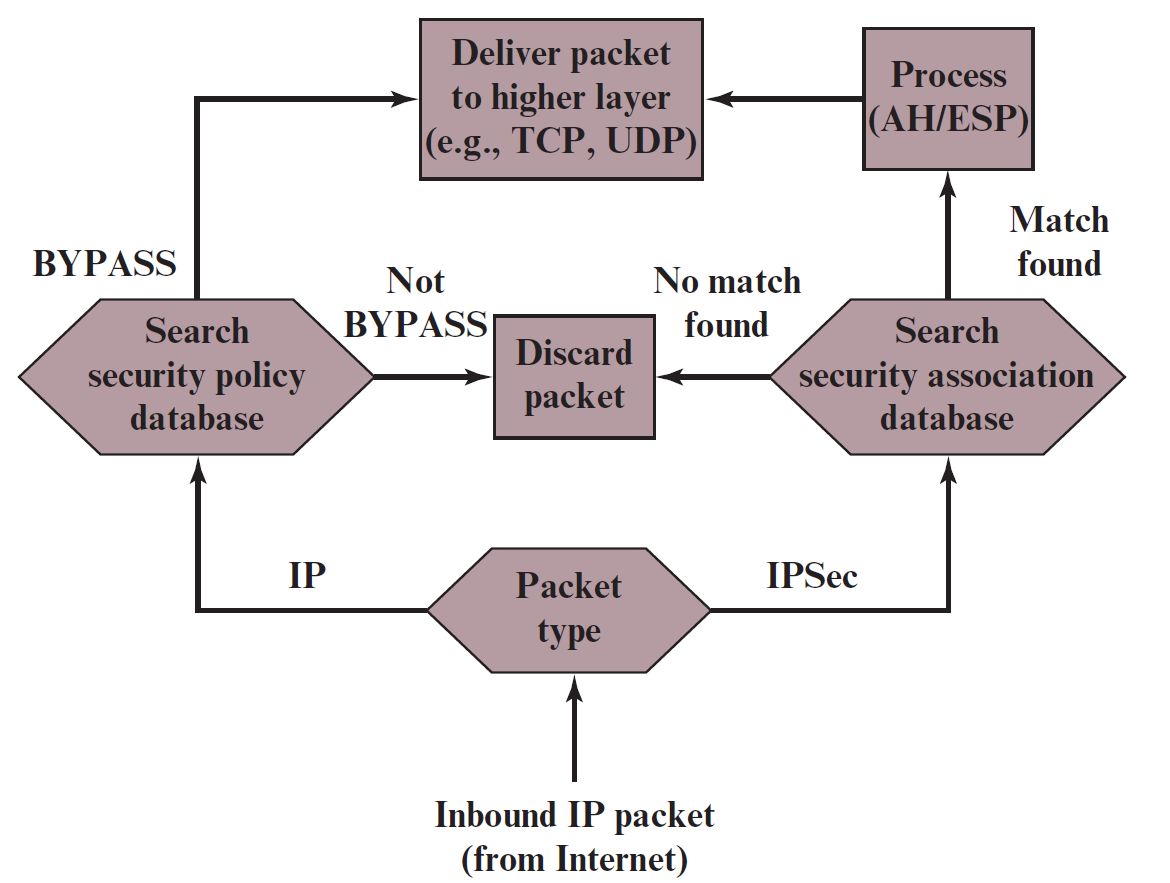 Deliver packet
to higher layer
(e.g., TCP, UDP)
Process
(AH/ESP)
BYPASS
Not
BYPASS
No match
found
Match
found
Search
security policy
database
Discard
packet
Search
security association
database
IP
Packet
type
IPSec
Inbound IP packet
(from Internet)